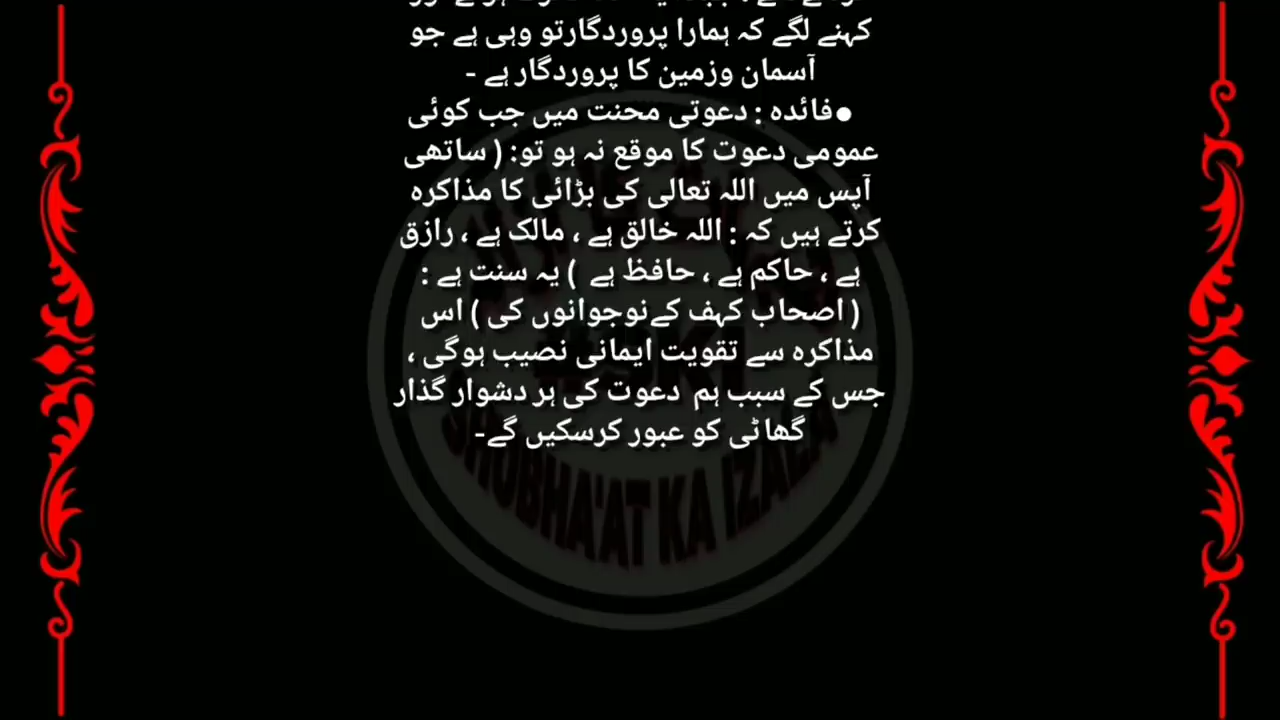 کہنے لگے کہ ہمارا پروردگارتو وہی ہے جو
آسمان وزمین کا پروردگار ہے -
●فائدہ : دعوتی محنت میں جب کوئی
عمومی دعوت کا موقع نہ ہو تو: ( ساتھی
آپس میں اللہ تعالی کی بڑائی کا مذاکرہ
کرتے ہیں کہ : اللہ خالق ہے ، مالک ہے ، رازق
ہے ، حاکم ہے ، حافظ ہے ) یہ سنت ہے :
( اصحاب کہف کےنوجوانوں کی ) اس
مذاکرہ سے تقویت ایمانی نصیب ہوگی ،
جس کے سبب ہم دعوت کی ہر دشوار گذار
گھاٹی کو عبور کرسکیں گے-
SHOBHA'AT KA IZALA